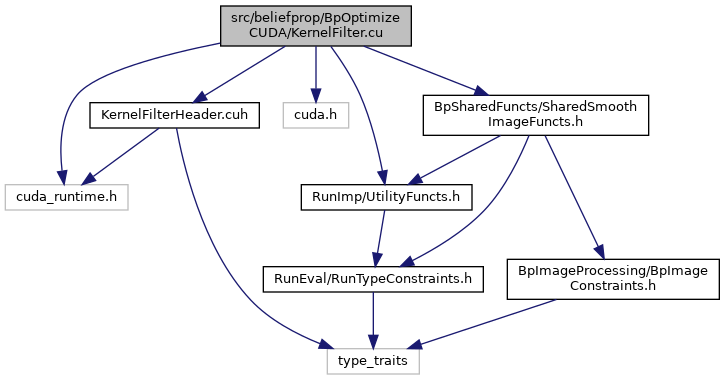 src/beliefprop/BpOptimize
CUDA/KernelFilter.cu
KernelFilterHeader.cuh
cuda.h
BpSharedFuncts/SharedSmooth
ImageFuncts.h
cuda_runtime.h
RunImp/UtilityFuncts.h
RunEval/RunTypeConstraints.h
BpImageProcessing/BpImage
Constraints.h
type_traits